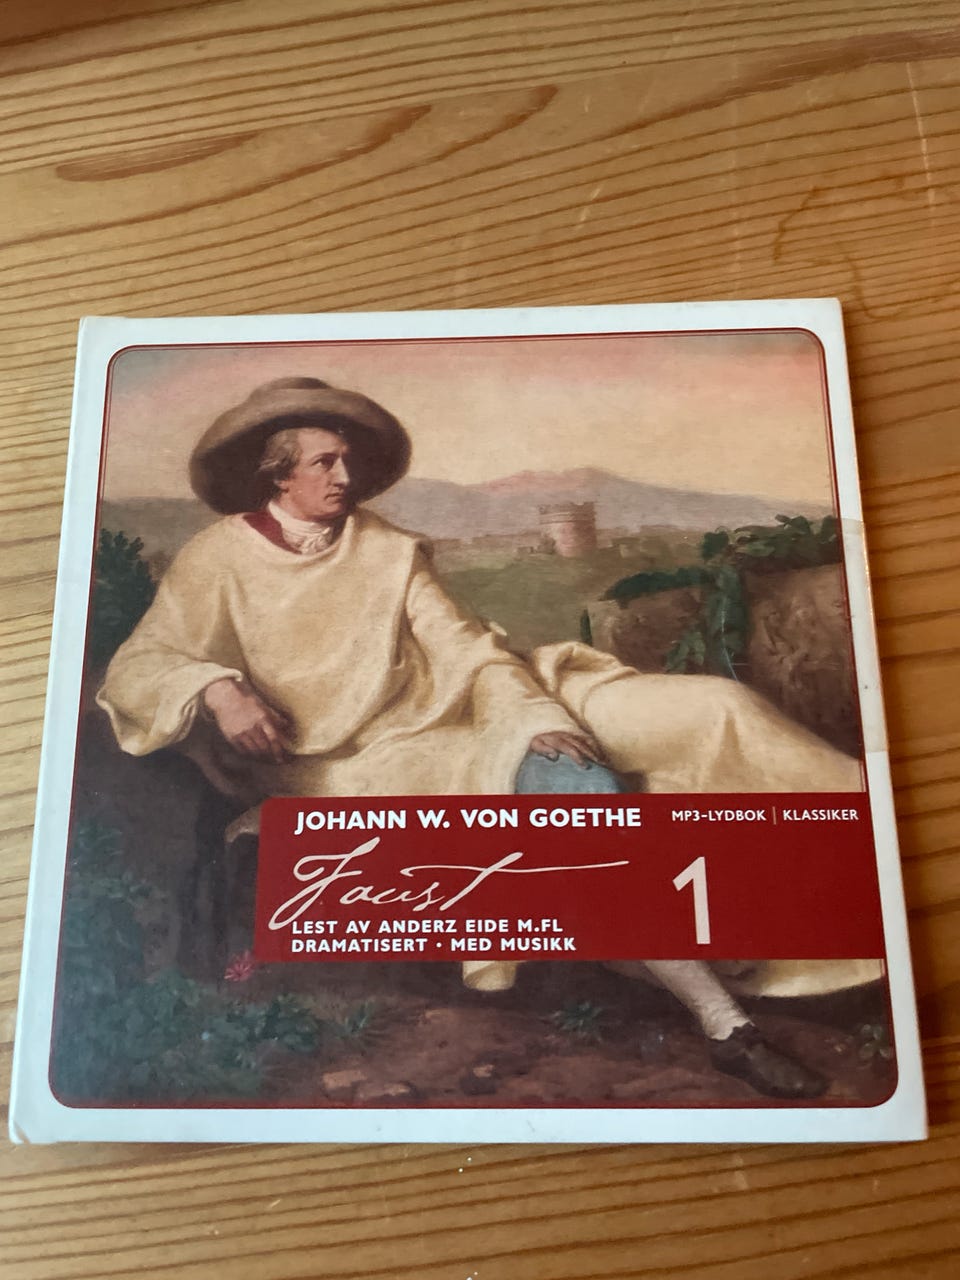 JOHANN W. VON GOETHE
MP3-LYDBOK | KLASSIKER
Faust
1
LEST AV ANDERZ EIDE M.FL
DRAMATISERT • MED MUSIKK